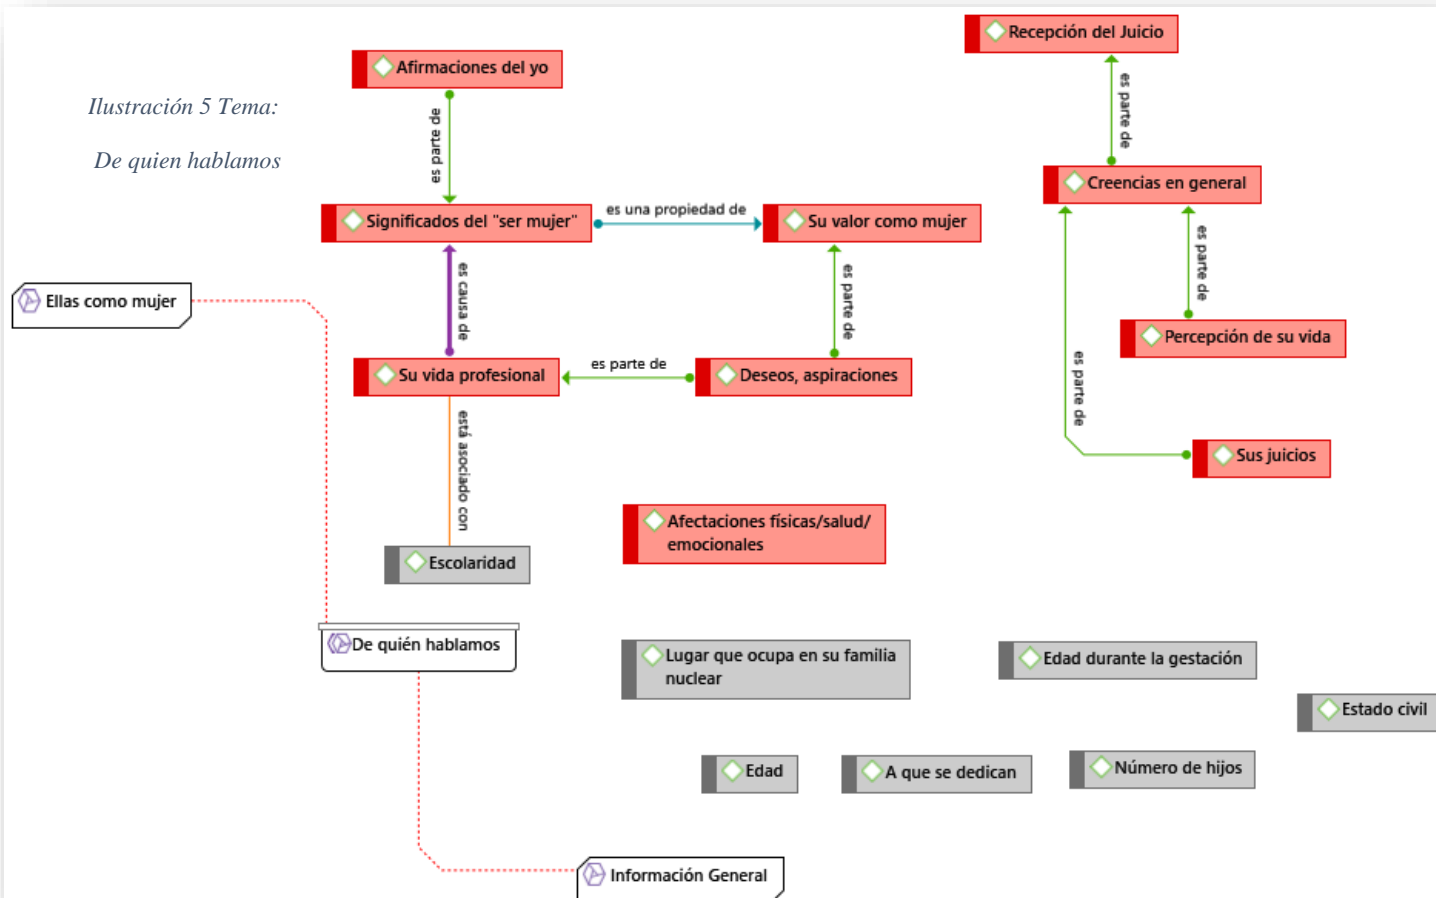 Recepción del Juicio
Afirmaciones del yo
Ilustración 5 Tema:
De quien hablamos
es parte de
es parte de
Creencias en general
Significados del "ser mujer"
es una propiedad de
Su valor como mujer
es causa de
es parte de
es parte de
Ellas como mujer
Percepción de su vida
Su vida profesional
es parte de
Deseos, aspiraciones
es parte de
está asociado con
Sus juicios
Afectaciones físicas/salud/
emocionales
Escolaridad
De quién hablamos
Lugar que ocupa en su familia
nuclear
Edad durante la gestación
Estado civil
Edad
A que se dedican
Número de hijos
Información General